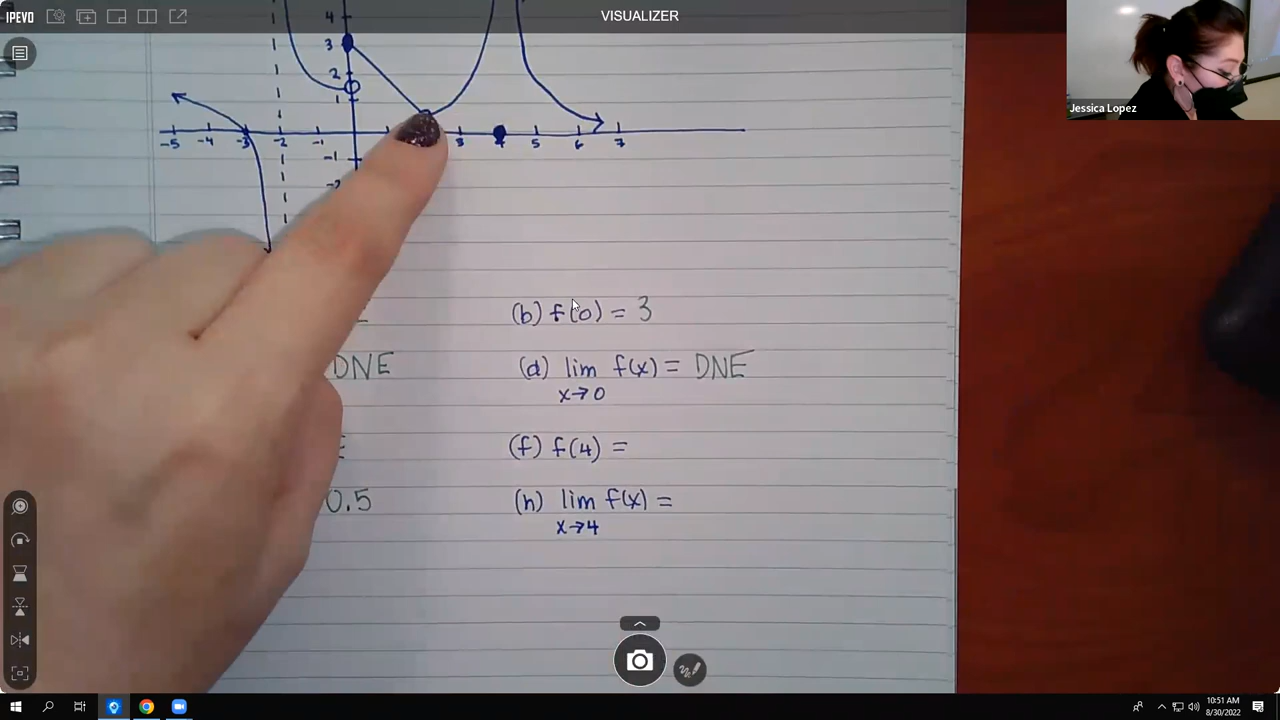 IPEVO
VISUALIZER
Jessica Lopez
4
3
2
1
-5 -4 -3 -2 -1 3 4 5 6 7
-1
(b) f(0) = 3
DNE
(d) lim f(x) = DNE
x→0
(f) f(4) =
0.5
(h) lim f(x) =
x→4
10:51 AM
8/30/2022